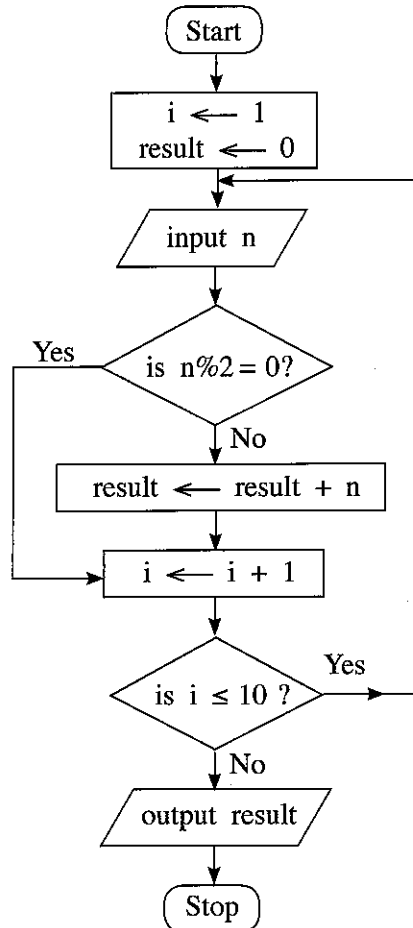 Start
i ← 1
result ← 0
input n
Yes
is n%2 = 0?
No
result ← result + n
i ← i + 1
Yes
is i ≤ 10 ?
No
output result
Stop